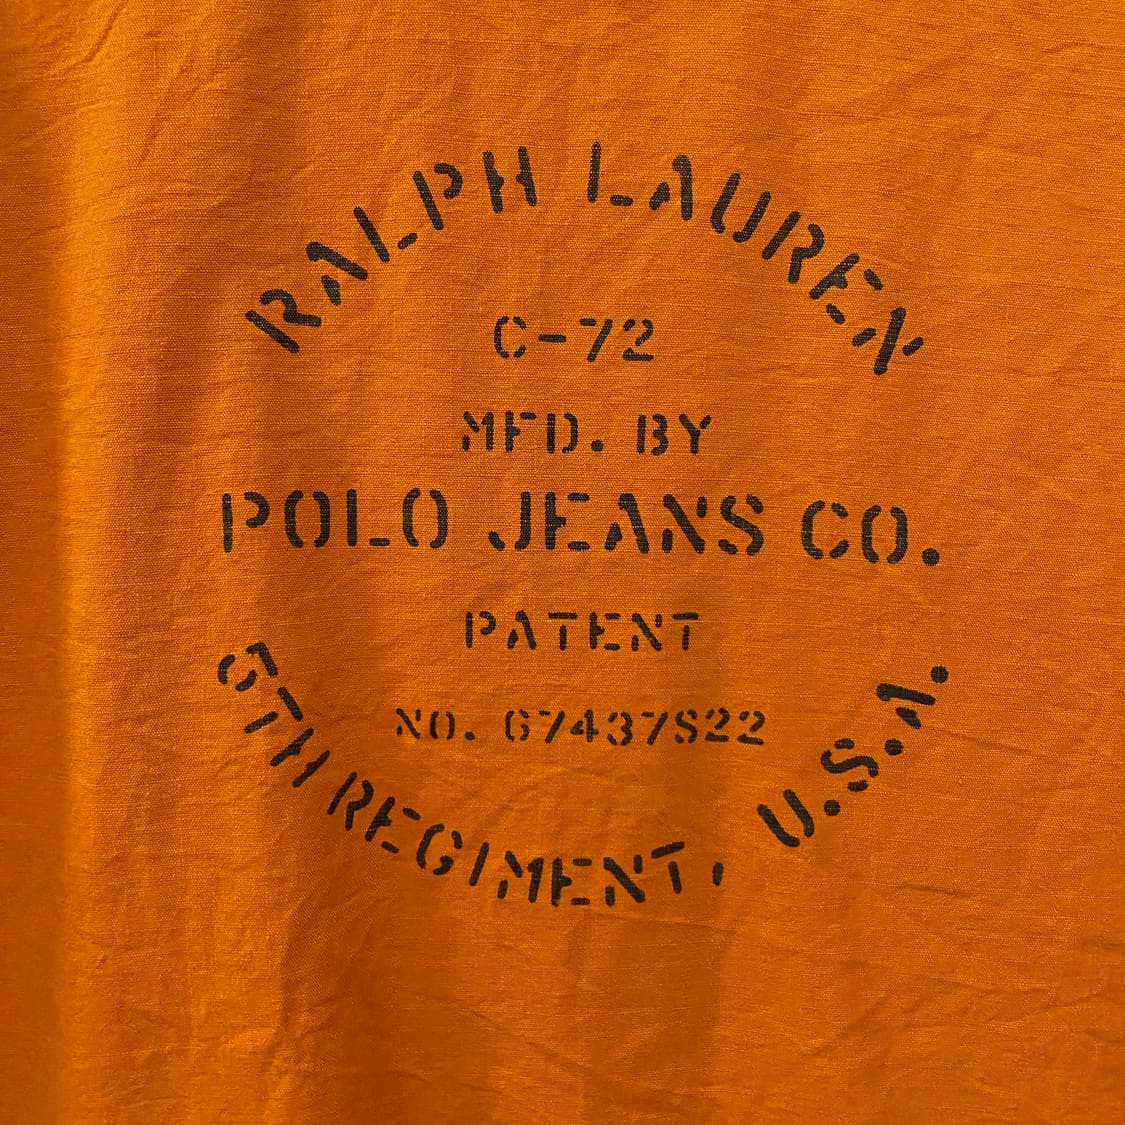 RALPH LAUREN
C-72
MFD. BY
POLO JEANS CO.
PATENT
NO. 67437S22
5TH REGIMENT, U.S.A.